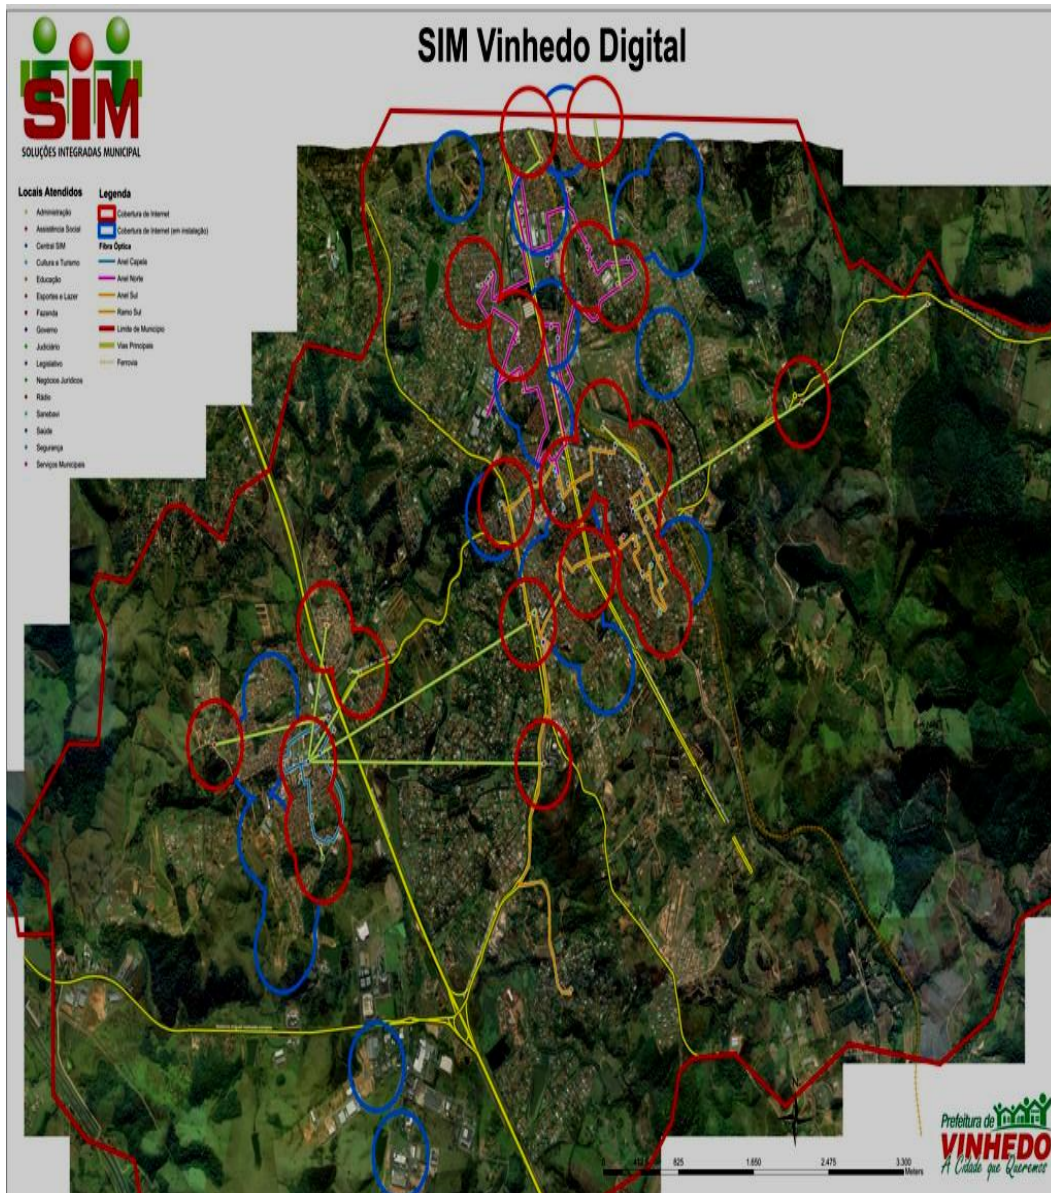 SIM Vinhedo Digital
SIM
SOLUÇÕES INTEGRADAS MUNICIPAL
Locais Atendidos
Administração
Assistência Social
Central SIM
Cultura e Turismo
Educação
Esportes e Lazer
Fazenda
Governo
Judiciário
Legislativo
Negócios Jurídicos
Rádio
Sanebavi
Saúde
Segurança
Serviços Municipais
Legenda
Cobertura de Internet
Cobertura de Internet (em instalação)
Fibra Óptica
Anel Capela
Anel Norte
Anel Sul
Ramo Sul
Limite de Município
Vias Principais
Ferrovia
N
0
825
1.650
2.475
3.300
Meters
Prefeitura de
VINHEDO
A Cidade que Queremos